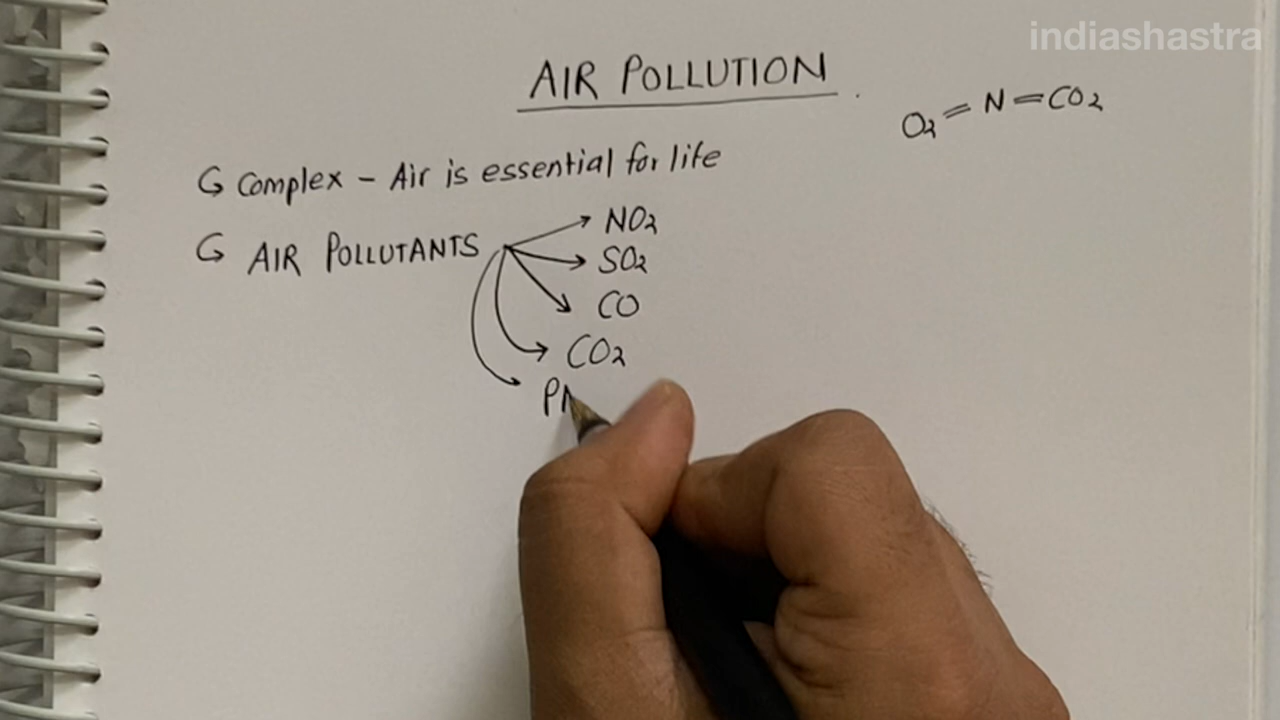 indiashastra
AIR POLLUTION
O2 = N = CO2
Complex - Air is essential for life
AIR POLLUTANTS
NO2
SO2
CO
CO2